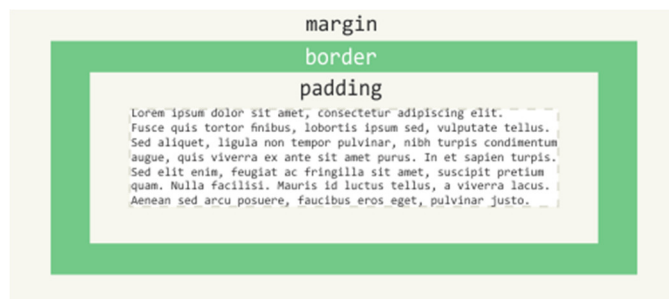 margin
border
padding
Lorem ipsum dolor sit amet, consectetur adipiscing elit.
Fusce quis tortor finibus, lobortis ipsum sed, vulputate tellus.
Sed aliquet, ligula non tempor pulvinar, nibh turpis condimentum
augue, quis viverra ex ante sit amet purus. In et sapien turpis.
Sed elit enim, feugiat ac fringilla sit amet, suscipit pretium
quam. Nulla facilisi. Mauris id luctus tellus, a viverra lacus.
Aenean sed arcu posuere, faucibus eros eget, pulvinar justo.